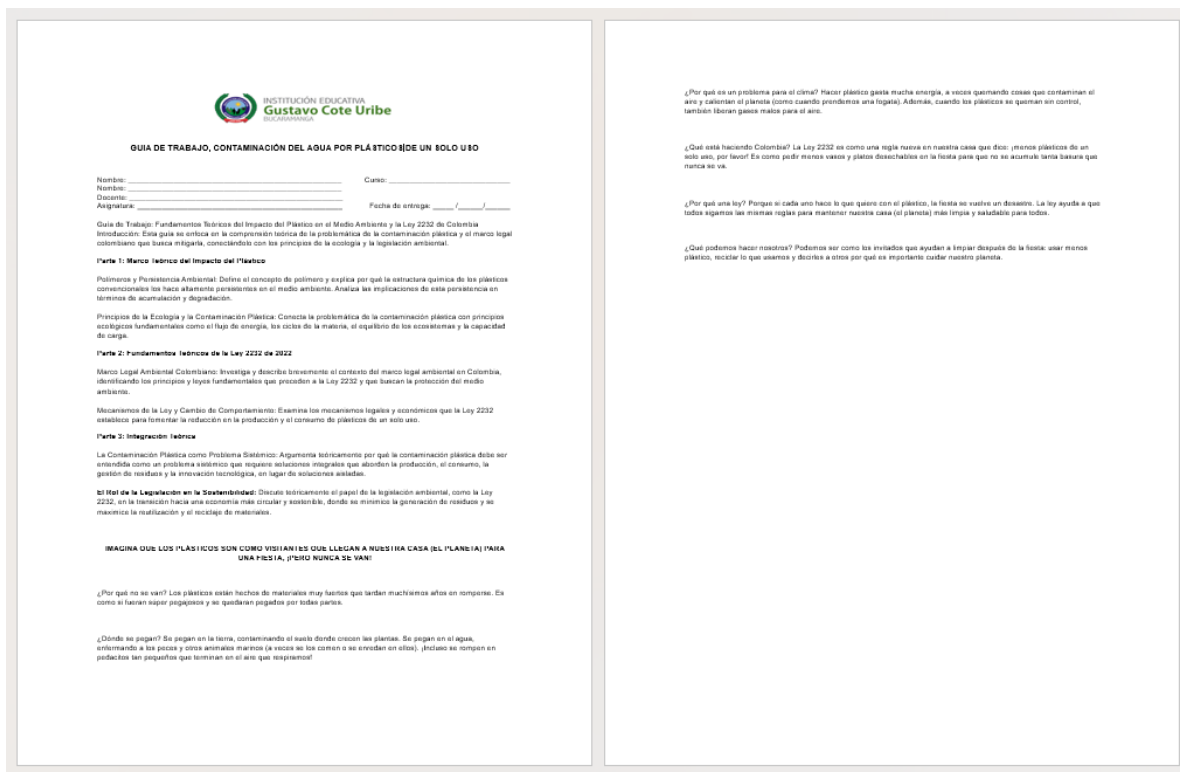 INSTITUCIÓN EDUCATIVA
Gustavo Cote Uribe
BUCARAMANGA
GUIA DE TRABAJO, CONTAMINACIÓN DEL AGUA POR PLÁSTICOS DE UN SOLO USO
Nombre: Curso:
Nombre:
Docente:
Asignatura: Fecha de entrega: / /
Guía de Trabajo: Fundamentos Teóricos del Impacto del Plástico en el Medio Ambiente y la Ley 2232 de Colombia
Introducción: Esta guía se enfoca en la comprensión teórica de la problemática de la contaminación plástica y el marco legal
colombiano que busca mitigarla, conectándolo con los principios de la ecología y la legislación ambiental.
Parte 1: Marco Teórico del Impacto del Plástico
Polímeros y Persistencia Ambiental: Define el concepto de polímero y explica por qué la estructura química de los plásticos
convencionales los hace altamente persistentes en el medio ambiente. Analiza las implicaciones de esta persistencia en
términos de acumulación y degradación.
Principios de la Ecología y la Contaminación Plástica: Conecta la problemática de la contaminación plástica con principios
ecológicos fundamentales como el flujo de energía, los ciclos de la materia, el equilibrio de los ecosistemas y la capacidad
de carga.
Parte 2: Fundamentos Teóricos de la Ley 2232 de 2022
Marco Legal Ambiental Colombiano: Investiga y describe brevemente el contexto del marco legal ambiental en Colombia,
identificando los principios y leyes fundamentales que preceden a la Ley 2232 y que buscan la protección del medio
ambiente.
Mecanismos de la Ley y Cambio de Comportamiento: Examina los mecanismos legales y económicos que la Ley 2232
establece para fomentar la reducción en la producción y el consumo de plásticos de un solo uso.
Parte 3: Integración Teórica
La Contaminación Plástica como Problema Sistémico: Argumenta teóricamente por qué la contaminación plástica debe ser
entendida como un problema sistémico que requiere soluciones integrales que aborden la producción, el consumo, la
gestión de residuos y la innovación tecnológica, en lugar de soluciones aisladas.
El Rol de la Legislación en la Sostenibilidad: Discute teóricamente el papel de la legislación ambiental, como la Ley
2232, en la transición hacia una economía más circular y sostenible, donde se minimice la generación de residuos y se
maximice la reutilización y el reciclaje de materiales.
IMAGINA QUE LOS PLÁSTICOS SON COMO VISITANTES QUE LLEGAN A NUESTRA CASA (EL PLANETA) PARA
UNA FIESTA, ¡PERO NUNCA SE VAN!
¿Por qué no se van? Los plásticos están hechos de materiales muy fuertes que tardan muchísimos años en romperse. Es
como si fueran súper pegajosos y se quedaran pegados por todas partes.
¿Dónde se pegan? Se pegan en la tierra, contaminando el suelo donde crecen las plantas. Se pegan en el agua,
enfermando a los peces y otros animales marinos (a veces se los comen o se enredan en ellos). ¡Incluso se rompen en
pedacitos tan pequeños que terminan en el aire que respiramos!
¿Por qué es un problema para el clima? Hacer plástico gasta mucha energía, a veces quemando cosas que contaminan el
aire y calientan el planeta (como cuando prendemos una fogata). Además, cuando los plásticos se queman sin control,
también liberan gases malos para el aire.
¿Qué está haciendo Colombia? La Ley 2232 es como una regla nueva en nuestra casa que dice: ¡menos plásticos de un
solo uso, por favor! Es como pedir menos vasos y platos desechables en la fiesta para que no se acumule tanta basura que
nunca se va.
¿Por qué una ley? Porque si cada uno hace lo que quiere con el plástico, la fiesta se vuelve un desastre. La ley ayuda a que
todos sigamos las mismas reglas para mantener nuestra casa (el planeta) más limpia y saludable para todos.
¿Qué podemos hacer nosotros? Podemos ser como los invitados que ayudan a limpiar después de la fiesta: usar menos
plástico, reciclar lo que usamos y decirles a otros por qué es importante cuidar nuestro planeta.